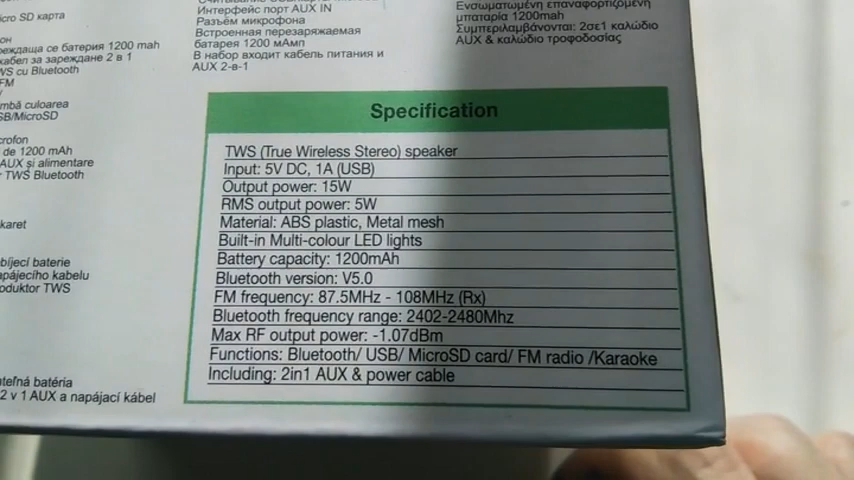 cro SD карта
реждаща се батерия 1200 mah
кабел за зареждане 2 в 1
WS cu Bluetooth
FM
mbă culoarea
SB/MicroSD
crofon
de 1200 mAh
AUX și alimentare
TWS Bluetooth
karet
bíjecí baterie
apájecího kabelu
oduktor TWS
teľná batéria
2 v 1 AUX a napájací kábel
Интерфейс порт AUX IN
Разъём микрофона
Встроенная перезаряжаемая
батарея 1200 мАмп
В набор входит кабель питания и
AUX 2-в-1
Ενσωματωμένη επαναφορτιζόμενη
μπαταρία 1200mah
Συμπεριλαμβάνονται: 2σε1 καλώδιο
AUX & καλώδιο τροφοδοσίας
Specification
TWS (True Wireless Stereo) speaker
Input: 5V DC, 1A (USB)
Output power: 15W
RMS output power: 5W
Material: ABS plastic, Metal mesh
Built-in Multi-colour LED lights
Battery capacity: 1200mAh
Bluetooth version: V5.0
FM frequency: 87.5MHz - 108MHz (Rx)
Bluetooth frequency range: 2402-2480Mhz
Max RF output power: -1.07dBm
Functions: Bluetooth/ USB/ MicroSD card/ FM radio /Karaoke
Including: 2in1 AUX & power cable